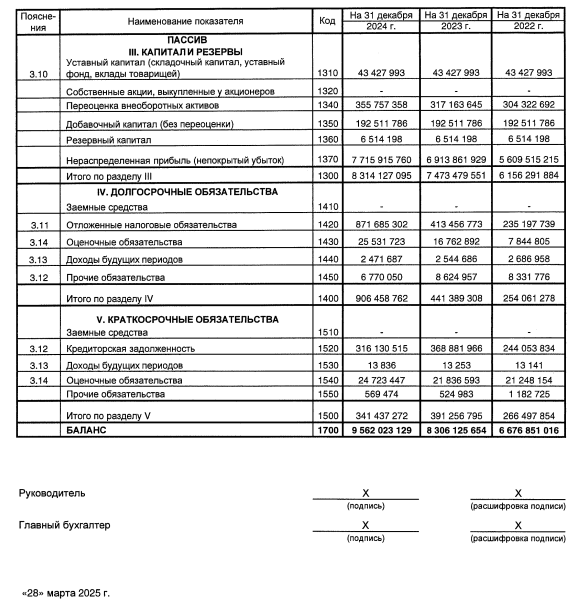 Поясне- Наименование показателя Код На 31 декабря На 31 декабря На 31 декабря
ния 2024 г. 2023 г. 2022 г.
ПАССИВ
III. КАПИТАЛ И РЕЗЕРВЫ
Уставный капитал (складочный капитал, уставный
3.10 фонд, вклады товарищей) 1310 43 427 993 43 427 993 43 427 993
Собственные акции, выкупленные у акционеров 1320 - - -
Переоценка внеоборотных активов 1340 355 757 358 317 163 645 304 322 692
Добавочный капитал (без переоценки) 1350 192 511 786 192 511 786 192 511 786
Резервный капитал 1360 6 514 198 6 514 198 6 514 198
Нераспределенная прибыль (непокрытый убыток) 1370 7 715 915 760 6 913 861 929 5 609 515 215
Итого по разделу III 1300 8 314 127 095 7 473 479 551 6 156 291 884
IV. ДОЛГОСРОЧНЫЕ ОБЯЗАТЕЛЬСТВА
Заемные средства 1410 - - -
3.11 Отложенные налоговые обязательства 1420 871 685 302 413 456 773 235 197 739
3.14 Оценочные обязательства 1430 25 531 723 16 762 892 7 844 805
3.13 Доходы будущих периодов 1440 2 471 687 2 544 686 2 686 958
3.12 Прочие обязательства 1450 6 770 050 8 624 957 8 331 776
Итого по разделу IV 1400 906 458 762 441 389 308 254 061 278
V. КРАТКОСРОЧНЫЕ ОБЯЗАТЕЛЬСТВА
Заемные средства 1510 - - -
3.12 Кредиторская задолженность 1520 316 130 515 368 881 966 244 053 834
3.13 Доходы будущих периодов 1530 13 836 13 253 13 141
3.14 Оценочные обязательства 1540 24 723 447 21 836 593 21 248 154
Прочие обязательства 1550 569 474 524 983 1 182 725
Итого по разделу V 1500 341 437 272 391 256 795 266 497 854
БАЛАНС 1700 9 562 023 129 8 306 125 654 6 676 851 016
Руководитель X X
(подпись) (расшифровка подписи)
Главный бухгалтер X X
(подпись) (расшифровка подписи)
«28» марта 2025 г.